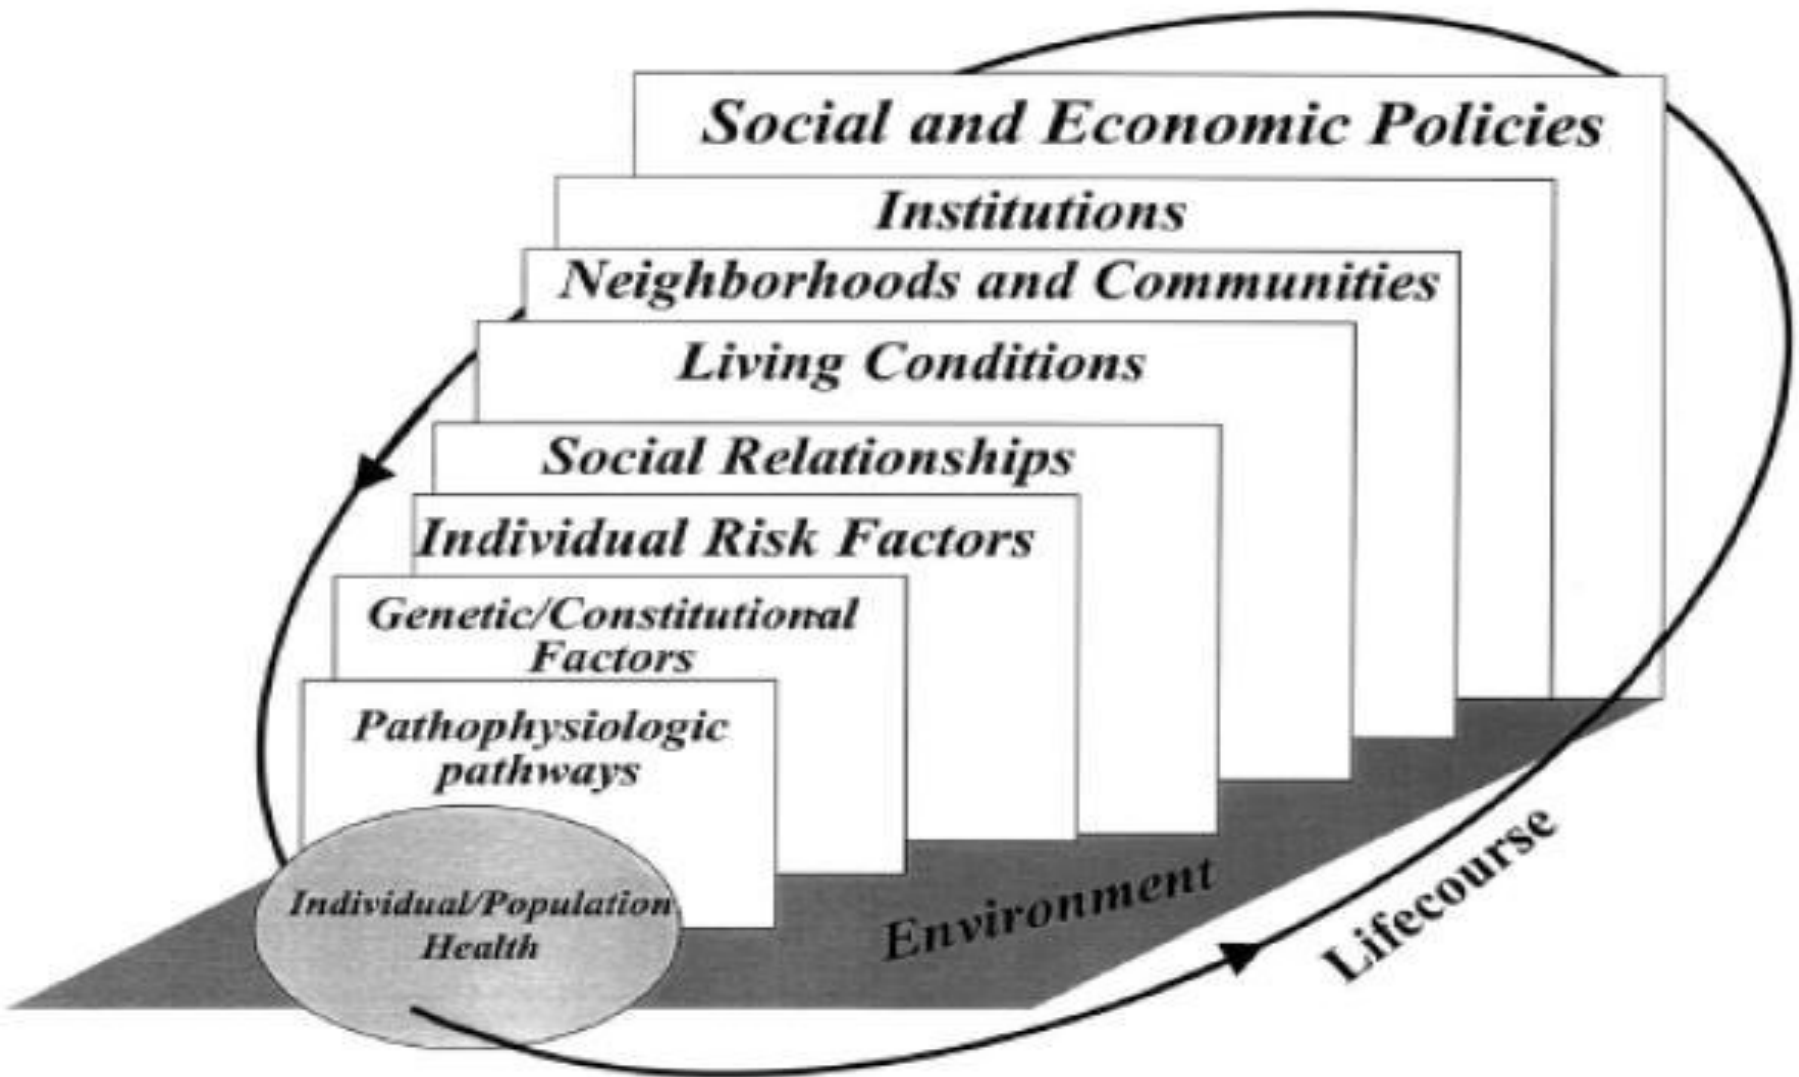 Social and Economic Policies
Institutions
Neighborhoods and Communities
Living Conditions
Social Relationships
Individual Risk Factors
Genetic/Constitutional
Factors
Pathophysiologic
pathways
Individual/Population
Health
Environment
Lifecourse